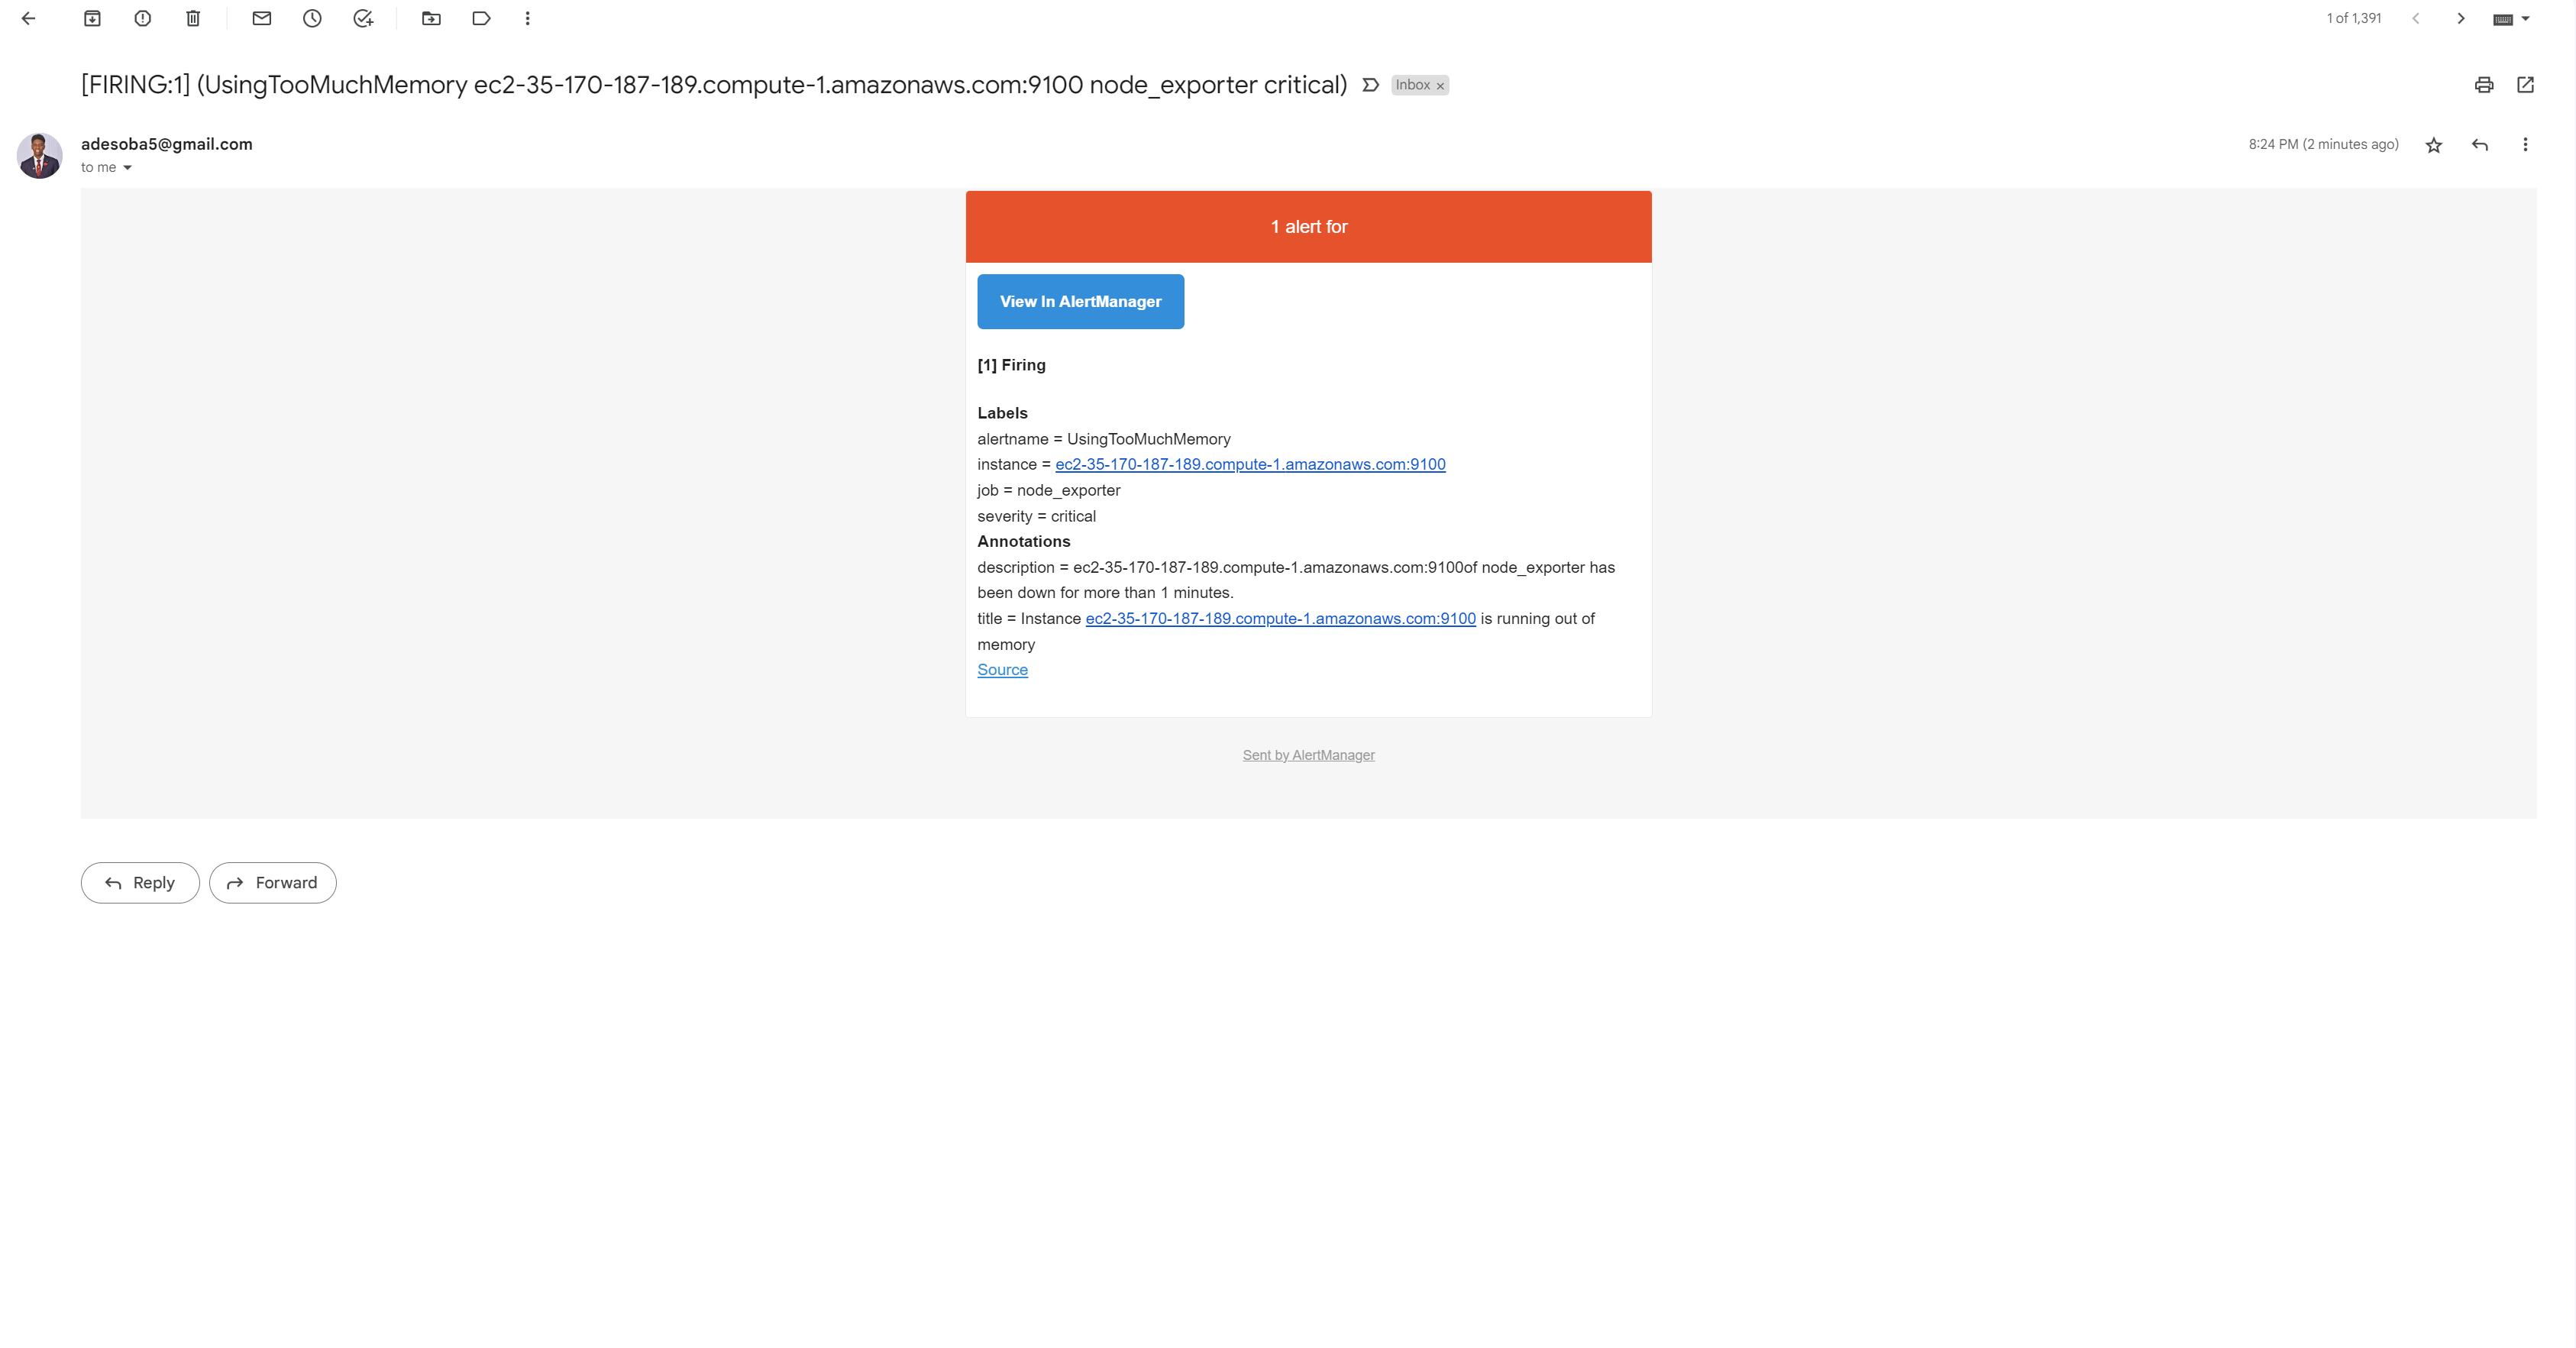 1 of 1,391
[FIRING:1] (UsingTooMuchMemory ec2-35-170-187-189.compute-1.amazonaws.com:9100 node_exporter critical)
Inbox ×
adesoba5@gmail.com
8:24 PM (2 minutes ago)
to me
1 alert for
View In AlertManager
[1] Firing
Labels
alertname = UsingTooMuchMemory
instance = ec2-35-170-187-189.compute-1.amazonaws.com:9100
job = node_exporter
severity = critical
Annotations
description = ec2-35-170-187-189.compute-1.amazonaws.com:9100of node_exporter has
been down for more than 1 minutes.
title = Instance ec2-35-170-187-189.compute-1.amazonaws.com:9100 is running out of
memory
Source
Sent by AlertManager
Reply
Forward